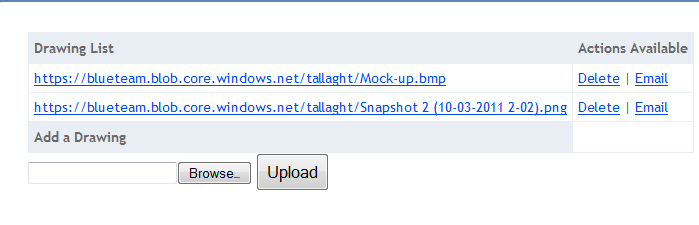 Drawing List Actions Available
https://blueteam.blob.core.windows.net/tallaght/Mock-up.bmp Delete | Email
https://blueteam.blob.core.windows.net/tallaght/Snapshot 2 (10-03-2011 2-02).png Delete | Email
Add a Drawing
Browse... Upload